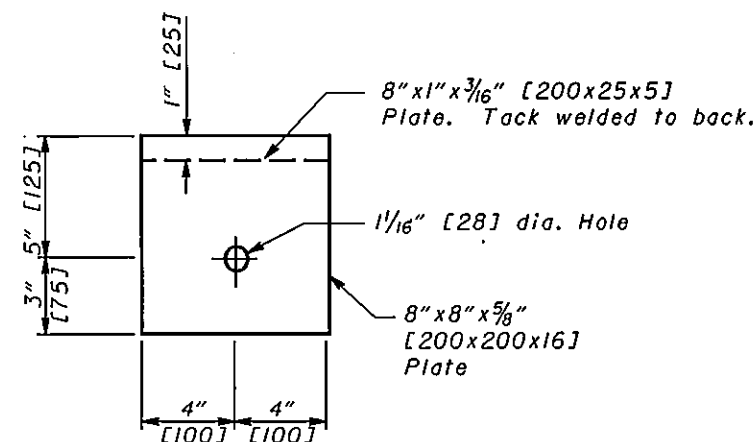 1" [25]
8"x1"x3/16" [200x25x5]
Plate. Tack welded to back.
5" [125]
1 1/16" [28] dia. Hole
3"
[75]
8"x8"x5/8"
[200x200x16]
Plate
4"
[100]
4"
[100]